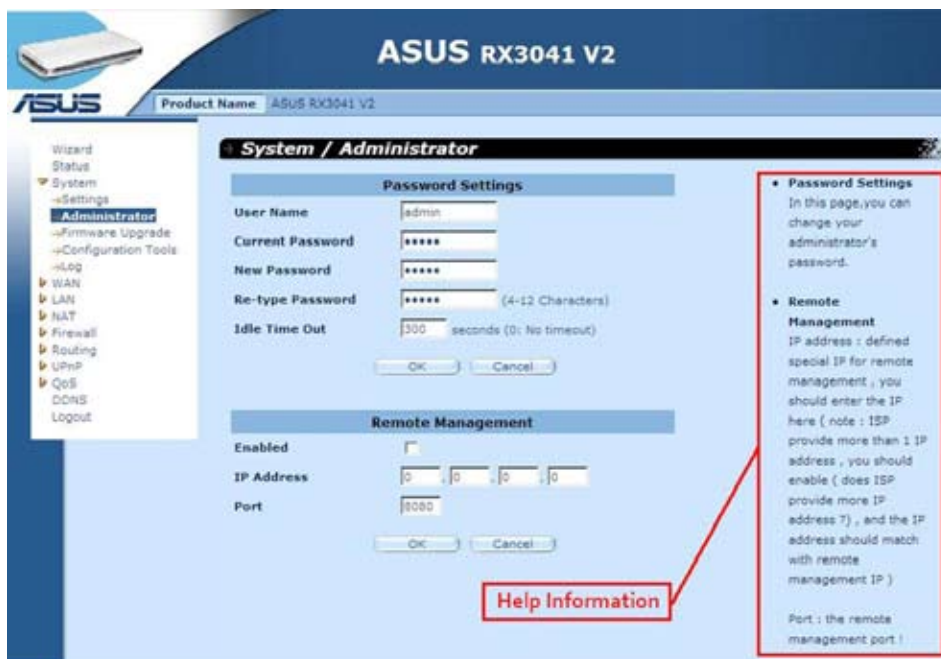 ASUS RX3041 V2
ASUS
Product Name ASUS RX3041 V2
Wizard
Status
System
Settings
Administrator
Firmware Upgrade
Configuration Tools
Log
WAN
LAN
NAT
Firewall
Routing
UPnP
QoS
DDNS
Logout
System / Administrator
Password Settings
User Name admin
Current Password •••••
New Password •••••
Re-type Password ••••• (4-12 Characters)
Idle Time Out 300 seconds (0: No timeout)
OK Cancel
Remote Management
Enabled
IP Address 0 . 0 . 0 . 0
Port 8080
OK Cancel
Help Information
• Password Settings
In this page,you can
change your
administrator's
password.
• Remote
Management
IP address : defined
special IP for remote
management , you
should enter the IP
here ( note : ISP
provide more than 1 IP
address , you should
enable ( does ISP
provide more IP
address ?) , and the IP
address should match
with remote
management IP )
Port : the remote
management port !